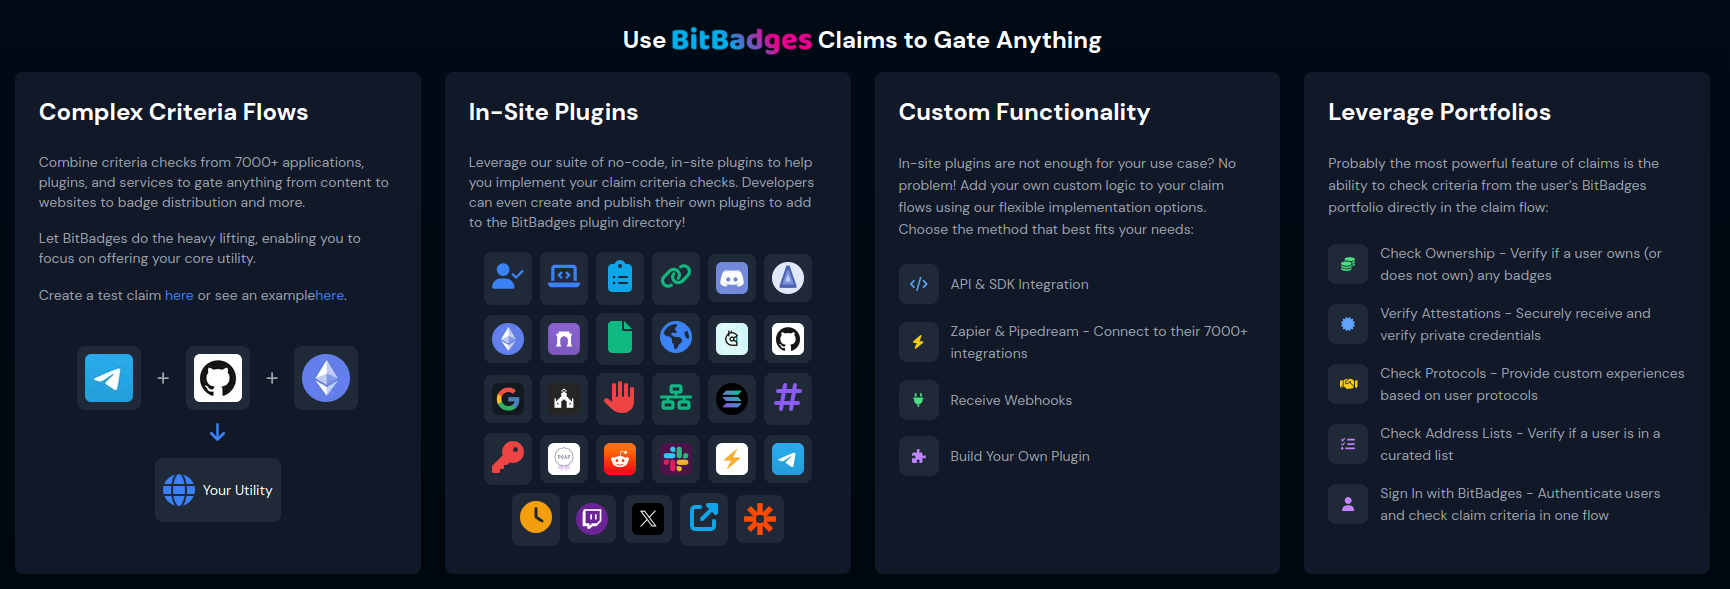 Use BitBadges Claims to Gate Anything
Complex Criteria Flows
Combine criteria checks from 7000+ applications,
plugins, and services to gate anything from content to
websites to badge distribution and more.
Let BitBadges do the heavy lifting, enabling you to
focus on offering your core utility.
Create a test claim here or see an examplehere.
+
+
Your Utility
In-Site Plugins
Leverage our suite of no-code, in-site plugins to help
you implement your claim criteria checks. Developers
can even create and publish their own plugins to add
to the BitBadges plugin directory!
POAP
Custom Functionality
In-site plugins are not enough for your use case? No
problem! Add your own custom logic to your claim
flows using our flexible implementation options.
Choose the method that best fits your needs:
API & SDK Integration
Zapier & Pipedream - Connect to their 7000+
integrations
Receive Webhooks
Build Your Own Plugin
Leverage Portfolios
Probably the most powerful feature of claims is the
ability to check criteria from the user's BitBadges
portfolio directly in the claim flow:
Check Ownership - Verify if a user owns (or
does not own) any badges
Verify Attestations - Securely receive and
verify private credentials
Check Protocols - Provide custom experiences
based on user protocols
Check Address Lists - Verify if a user is in a
curated list
Sign In with BitBadges - Authenticate users
and check claim criteria in one flow